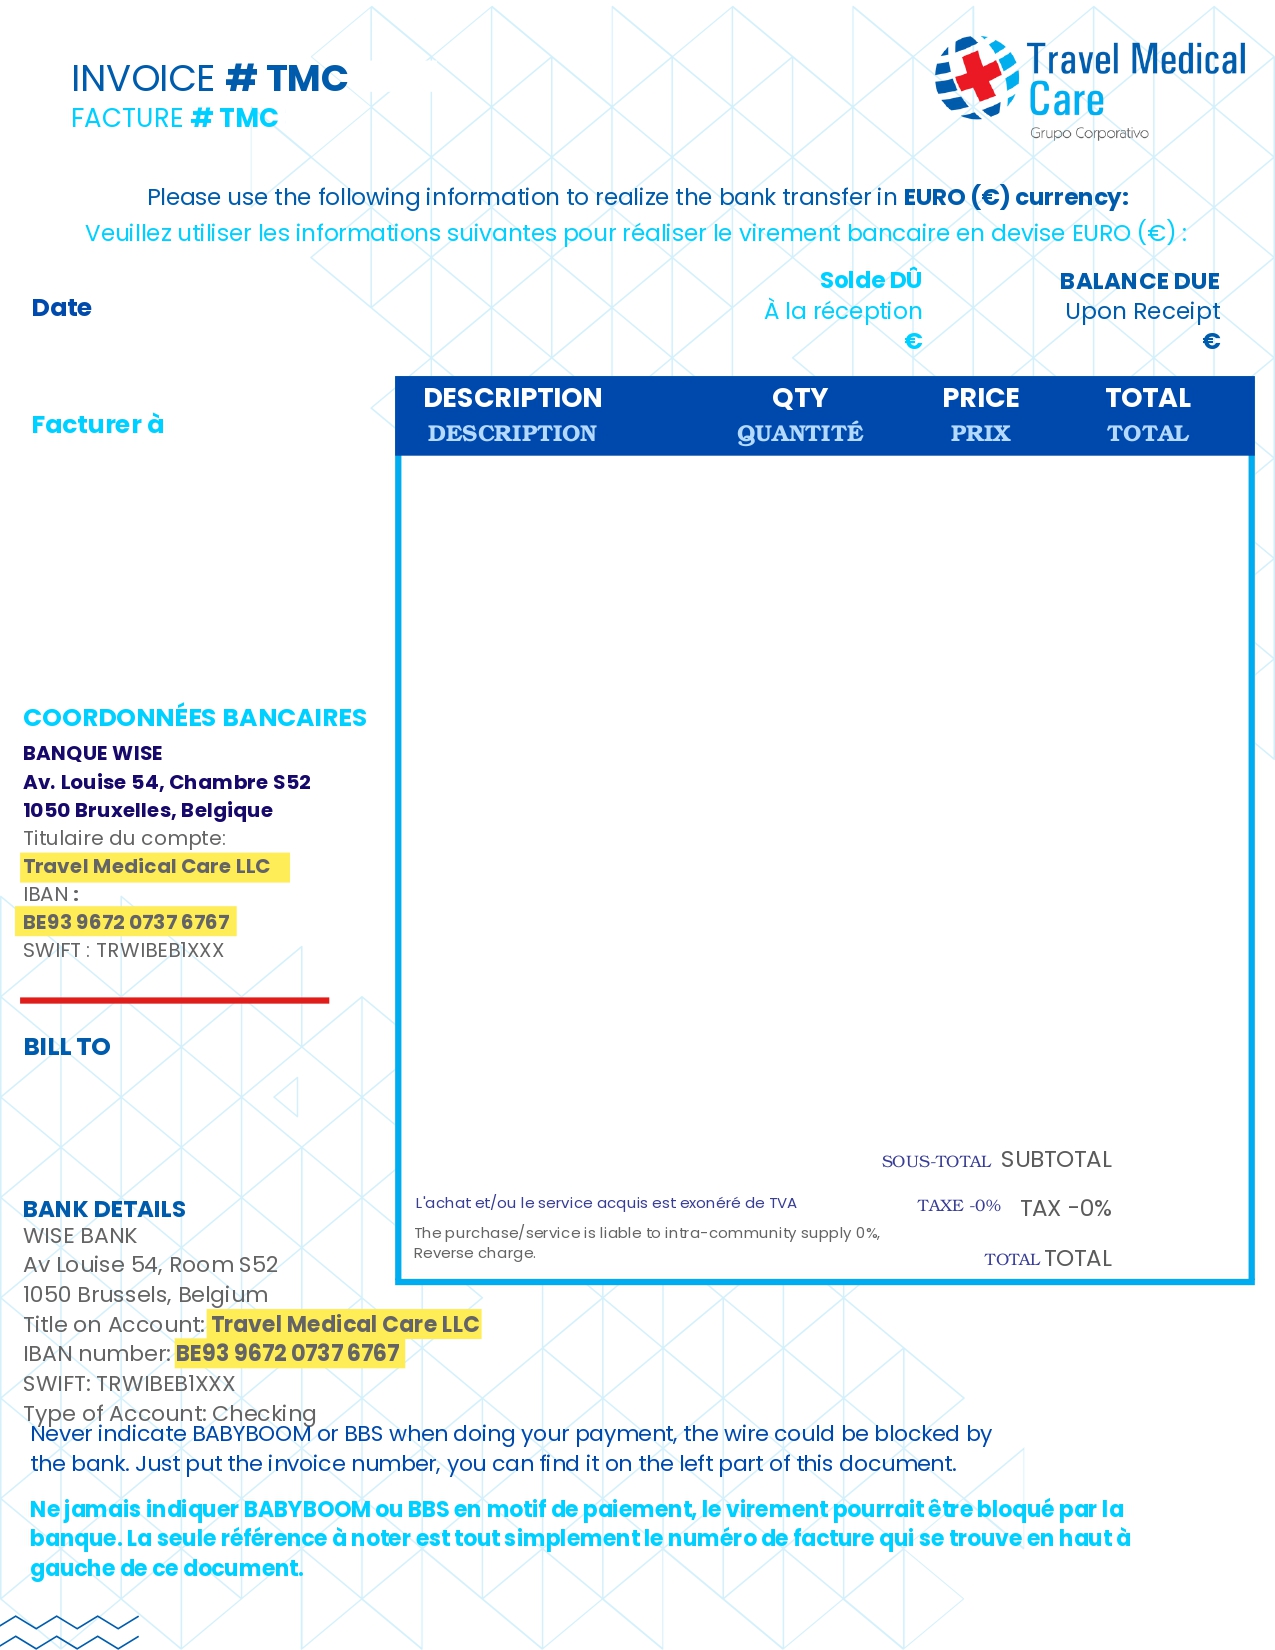 INVOICE # TMC
FACTURE # TMC
Travel Medical
Care
Grupo Corporativo
Please use the following information to realize the bank transfer in EURO (€) currency:
Veuillez utiliser les informations suivantes pour réaliser le virement bancaire en devise EURO (€) :
Date
Solde DÛ
À la réception
€
BALANCE DUE
Upon Receipt
€
DESCRIPTION QTY PRICE TOTAL
DESCRIPTION QUANTITÉ PRIX TOTAL
Facturer à
COORDONNÉES BANCAIRES
BANQUE WISE
Av. Louise 54, Chambre S52
1050 Bruxelles, Belgique
Titulaire du compte:
Travel Medical Care LLC
IBAN :
BE93 9672 0737 6767
SWIFT : TRWIBEB1XXX
BILL TO
SOUS-TOTAL SUBTOTAL
L'achat et/ou le service acquis est exonéré de TVA
TAXE -0% TAX -0%
The purchase/service is liable to intra-community supply 0%,
Reverse charge.
TOTAL TOTAL
BANK DETAILS
WISE BANK
Av Louise 54, Room S52
1050 Brussels, Belgium
Title on Account: Travel Medical Care LLC
IBAN number: BE93 9672 0737 6767
SWIFT: TRWIBEB1XXX
Type of Account: Checking
Never indicate BABYBOOM or BBS when doing your payment, the wire could be blocked by
the bank. Just put the invoice number, you can find it on the left part of this document.
Ne jamais indiquer BABYBOOM ou BBS en motif de paiement, le virement pourrait être bloqué par la
banque. La seule référence à noter est tout simplement le numéro de facture qui se trouve en haut à
gauche de ce document.